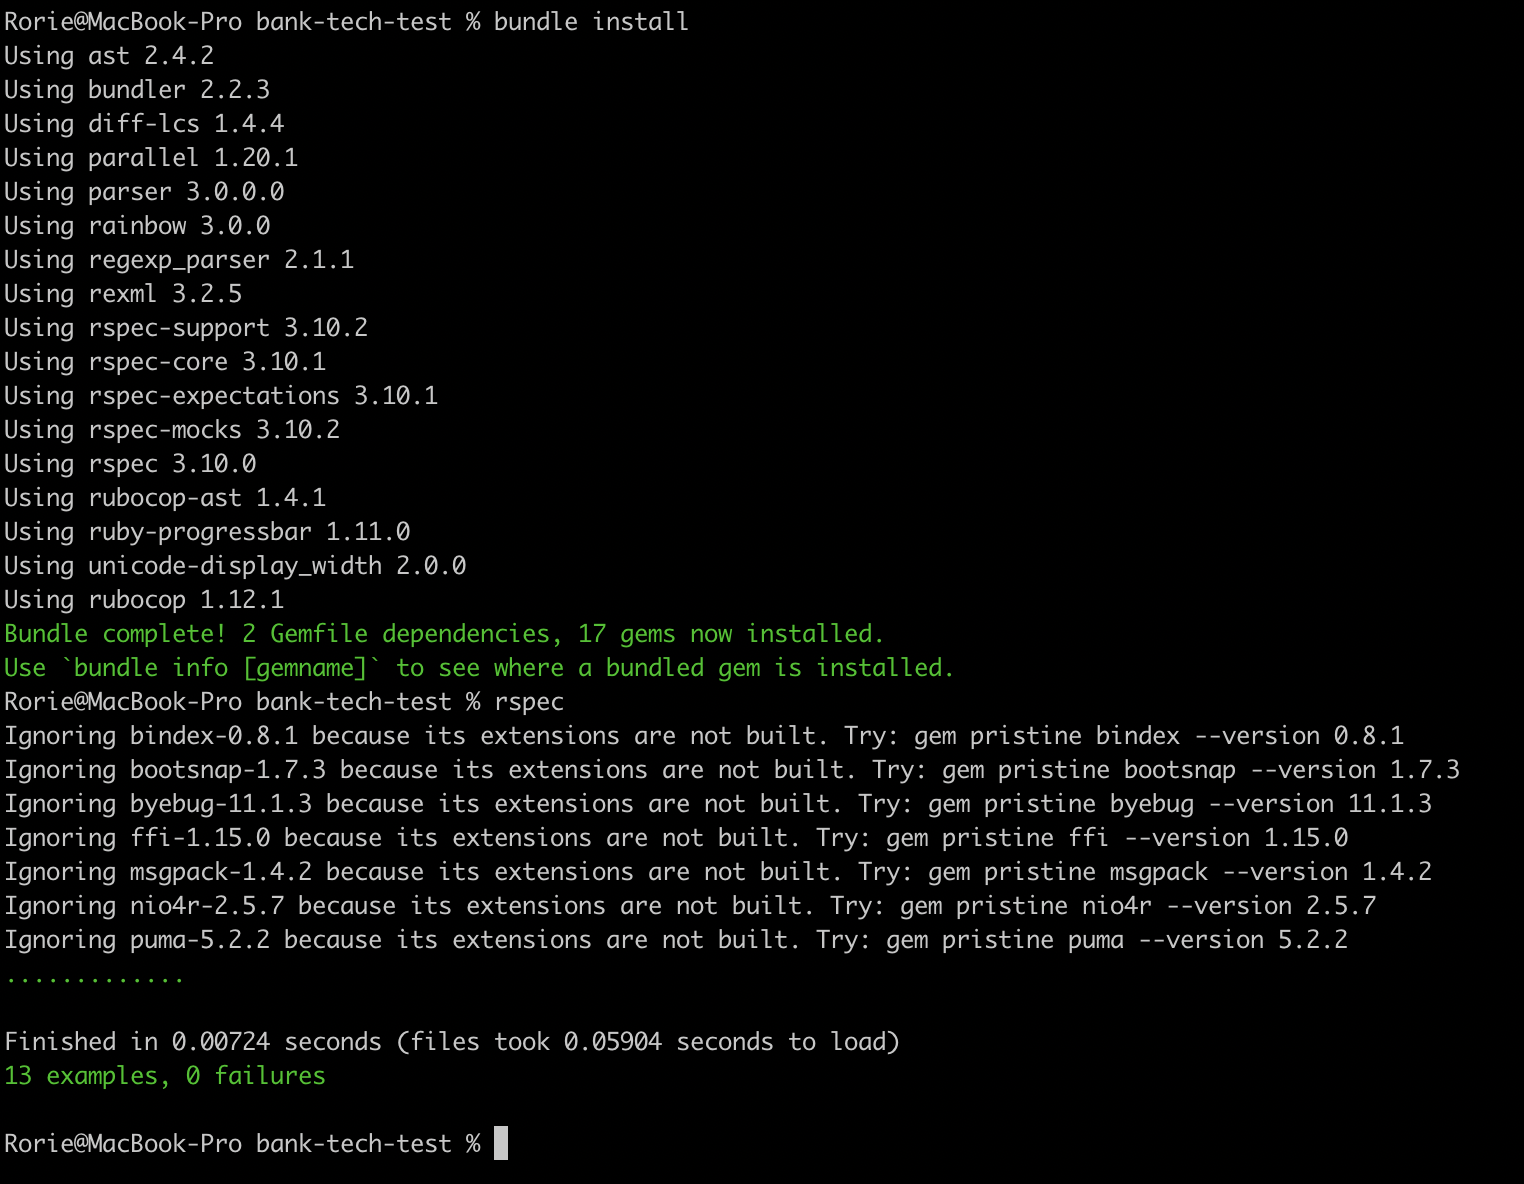 Rorie@MacBook-Pro bank-tech-test % bundle install
Using ast 2.4.2
Using bundler 2.2.3
Using diff-lcs 1.4.4
Using parallel 1.20.1
Using parser 3.0.0.0
Using rainbow 3.0.0
Using regexp_parser 2.1.1
Using rexml 3.2.5
Using rspec-support 3.10.2
Using rspec-core 3.10.1
Using rspec-expectations 3.10.1
Using rspec-mocks 3.10.2
Using rspec 3.10.0
Using rubocop-ast 1.4.1
Using ruby-progressbar 1.11.0
Using unicode-display_width 2.0.0
Using rubocop 1.12.1
Bundle complete! 2 Gemfile dependencies, 17 gems now installed.
Use `bundle info [gemname]` to see where a bundled gem is installed.
Rorie@MacBook-Pro bank-tech-test % rspec
Ignoring bindex-0.8.1 because its extensions are not built. Try: gem pristine bindex --version 0.8.1
Ignoring bootsnap-1.7.3 because its extensions are not built. Try: gem pristine bootsnap --version 1.7.3
Ignoring byebug-11.1.3 because its extensions are not built. Try: gem pristine byebug --version 11.1.3
Ignoring ffi-1.15.0 because its extensions are not built. Try: gem pristine ffi --version 1.15.0
Ignoring msgpack-1.4.2 because its extensions are not built. Try: gem pristine msgpack --version 1.4.2
Ignoring nio4r-2.5.7 because its extensions are not built. Try: gem pristine nio4r --version 2.5.7
Ignoring puma-5.2.2 because its extensions are not built. Try: gem pristine puma --version 5.2.2
.............
Finished in 0.00724 seconds (files took 0.05904 seconds to load)
13 examples, 0 failures
Rorie@MacBook-Pro bank-tech-test %